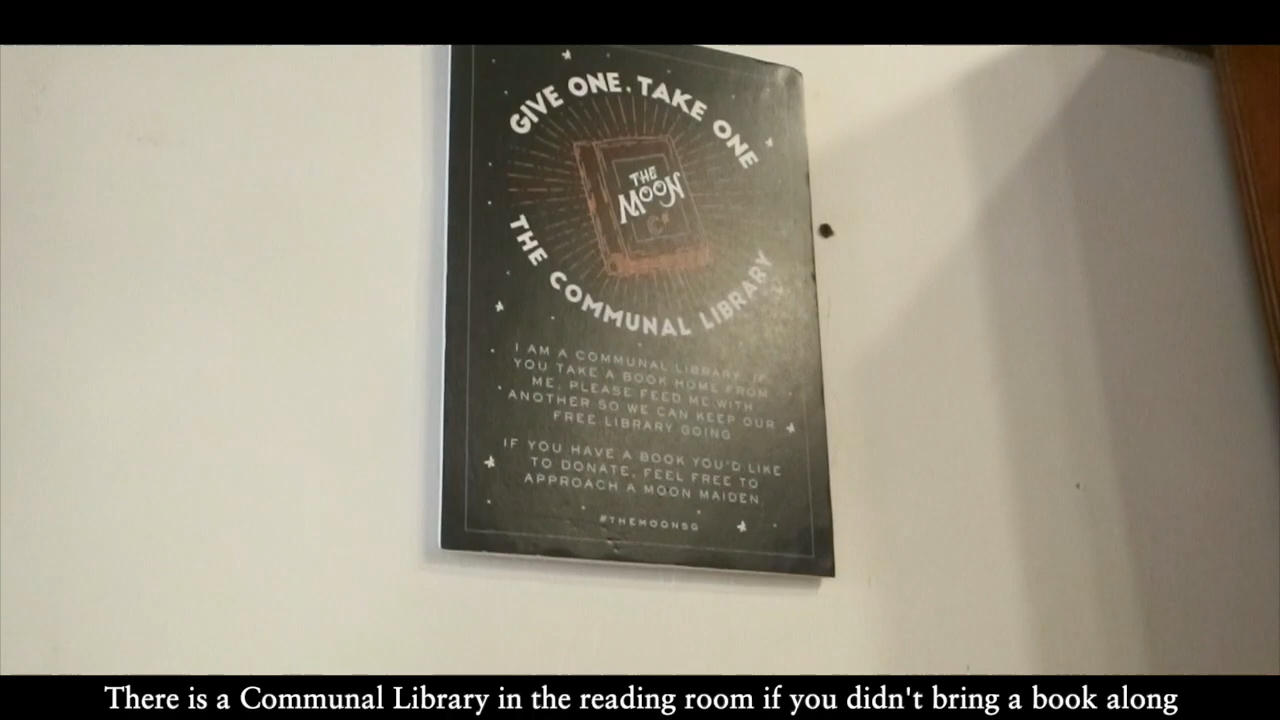 GIVE ONE. TAKE ONE
THE
MOON
THE COMMUNAL LIBRARY
I AM A COMMUNAL LIBRARY. IF
YOU TAKE A BOOK HOME FROM
ME, PLEASE FEED ME WITH
ANOTHER SO WE CAN KEEP OUR
FREE LIBRARY GOING
IF YOU HAVE A BOOK YOU'D LIKE
TO DONATE, FEEL FREE TO
APPROACH A MOON MAIDEN
#THEMOONSG
There is a Communal Library in the reading room if you didn't bring a book along